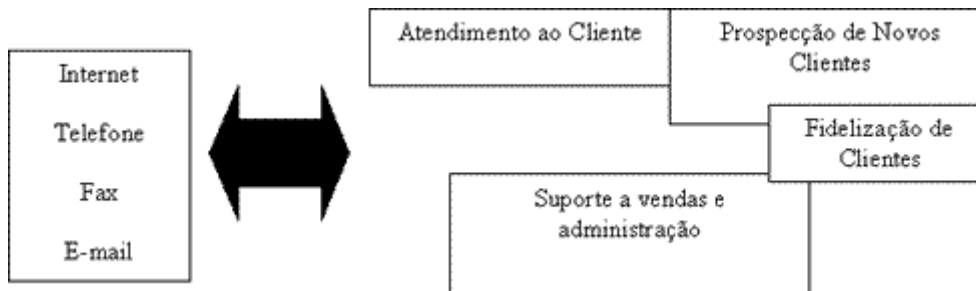 Internet
Telefone
Fax
E-mail
Atendimento ao Cliente
Prospecção de Novos
Clientes
Fidelização de
Clientes
Suporte a vendas e
administração